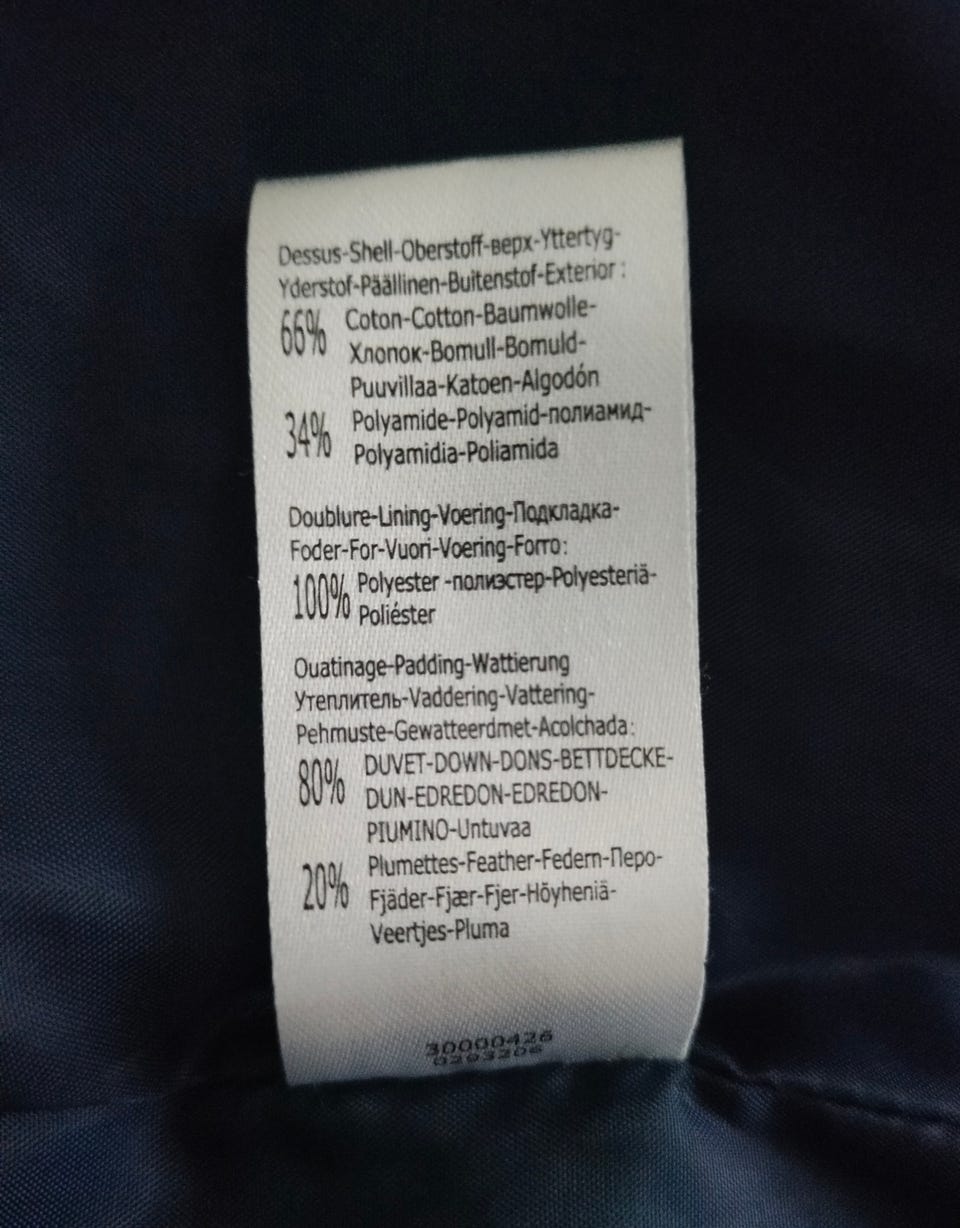 Dessus-Shell-Oberstoff-верх-Yttertyg-
Yderstof-Päällinen-Buitenstof-Exterior :
66% Coton-Cotton-Baumwolle-
Хлопок-Bomull-Bomuld-
Puuvillaa-Katoen-Algodón
34% Polyamide-Polyamid-полиамид-
Polyamidia-Poliamida
Doublure-Lining-Voering-Подкладка-
Foder-For-Vuori-Voering-Forro:
100% Polyester -полиэстер-Polyesteriä-
Poliéster
Ouatinage-Padding-Wattierung
Утеплитель-Vaddering-Vattering-
Pehmuste-Gewatteerdmet-Acolchada:
80% DUVET-DOWN-DONS-BETTDECKE-
DUN-EDREDON-EDREDON-
PIUMINO-Untuvaa
20% Plumettes-Feather-Federn-Перо-
Fjäder-Fjær-Fjer-Höyheniä-
Veertjes-Pluma
30000426